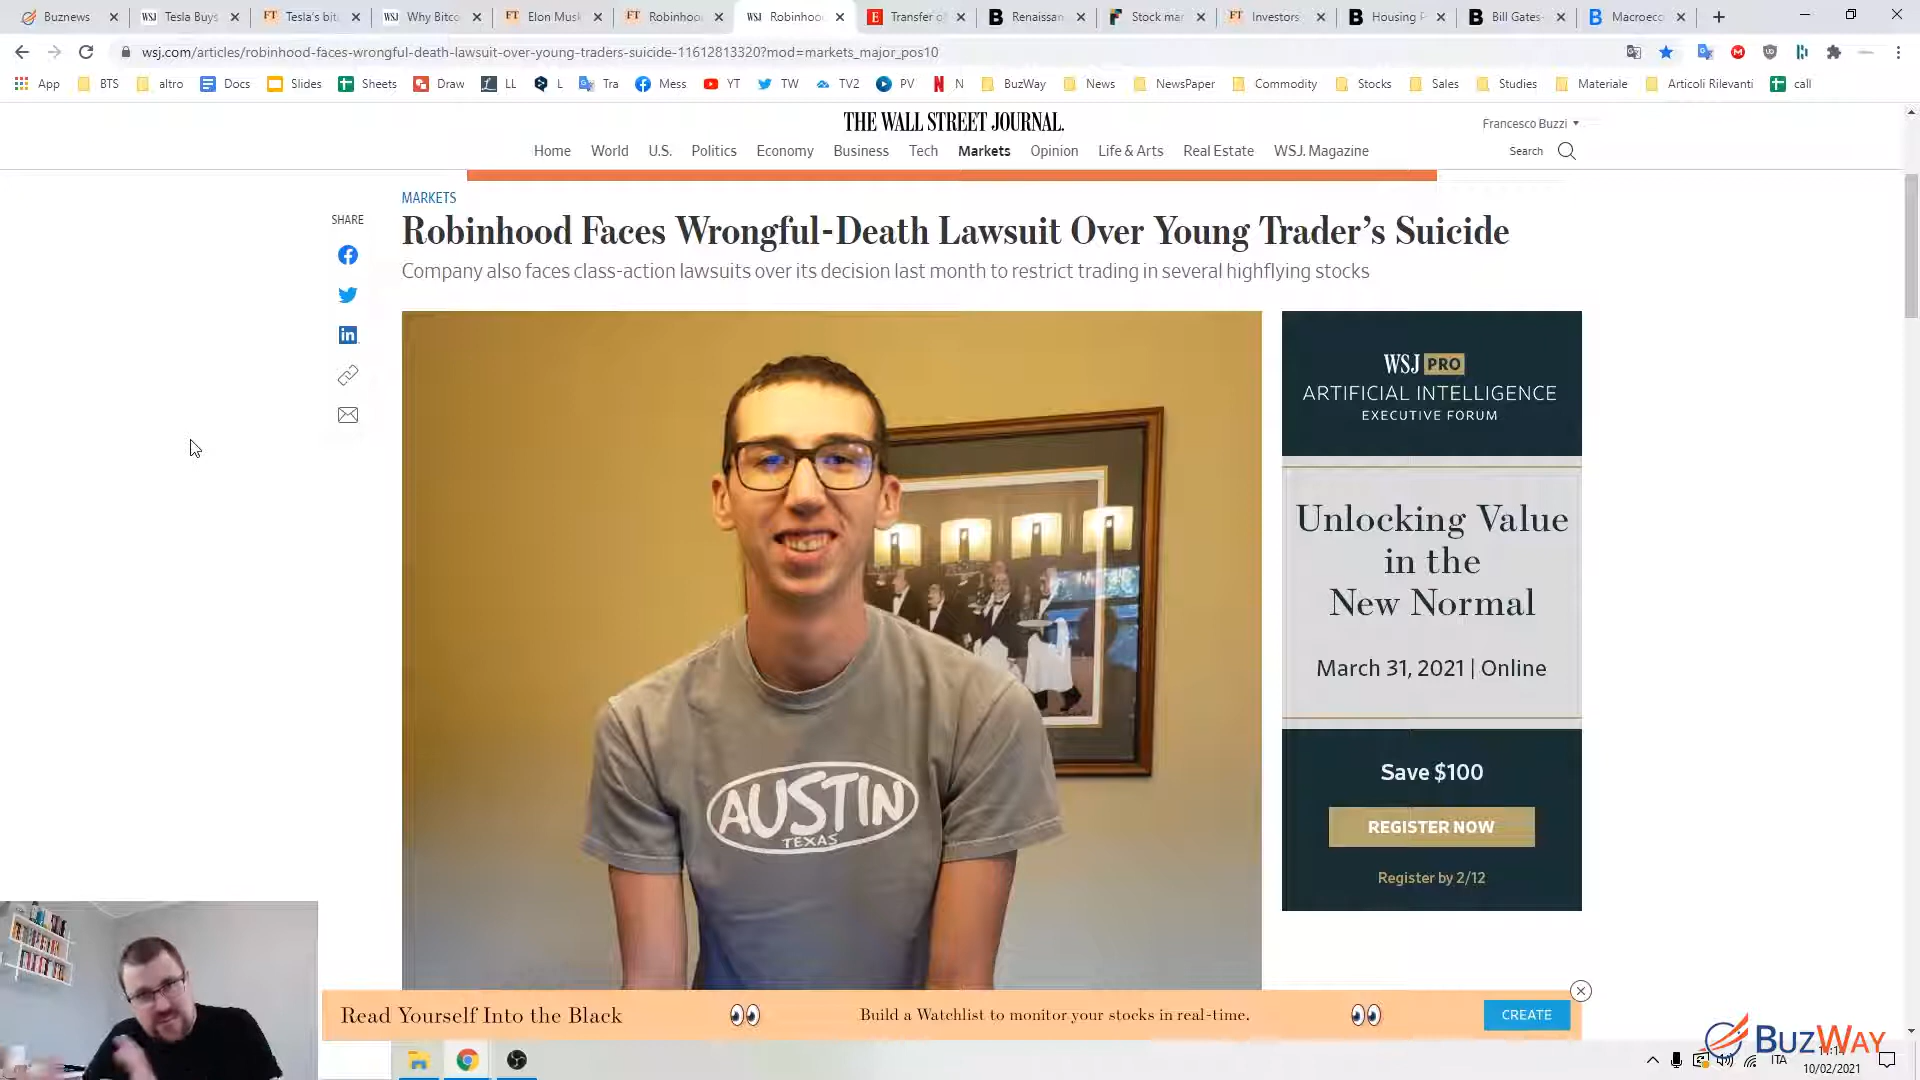 Buznews
Tesla Buys
Tesla's bit
Why Bitco
Elon Mus
Robinhoo
Robinhoo
Transfer o
Renaissan
Stock mar
Investors
Housing P
Bill Gates
Macroeco
wsj.com/articles/robinhood-faces-wrongful-death-lawsuit-over-young-traders-suicide-11612813320?mod=markets_major_pos10
App BTS altro Docs Slides Sheets Draw LL L Tra Mess YT TW TV2 PV N BuzWay News NewsPaper Commodity Stocks Sales Studies Materiale Articoli Rilevanti call
THE WALL STREET JOURNAL.
Francesco Buzzi
Home World U.S. Politics Economy Business Tech Markets Opinion Life & Arts Real Estate WSJ. Magazine
Search
MARKETS
SHARE
Robinhood Faces Wrongful-Death Lawsuit Over Young Trader's Suicide
Company also faces class-action lawsuits over its decision last month to restrict trading in several highflying stocks
AUSTIN
TEXAS
WSJ PRO
ARTIFICIAL INTELLIGENCE
EXECUTIVE FORUM
Unlocking Value
in the
New Normal
March 31, 2021 | Online
Save $100
REGISTER NOW
Register by 2/12
Read Yourself Into the Black
Build a Watchlist to monitor your stocks in real-time.
CREATE
BUZWAY
ITA
10/02/2021